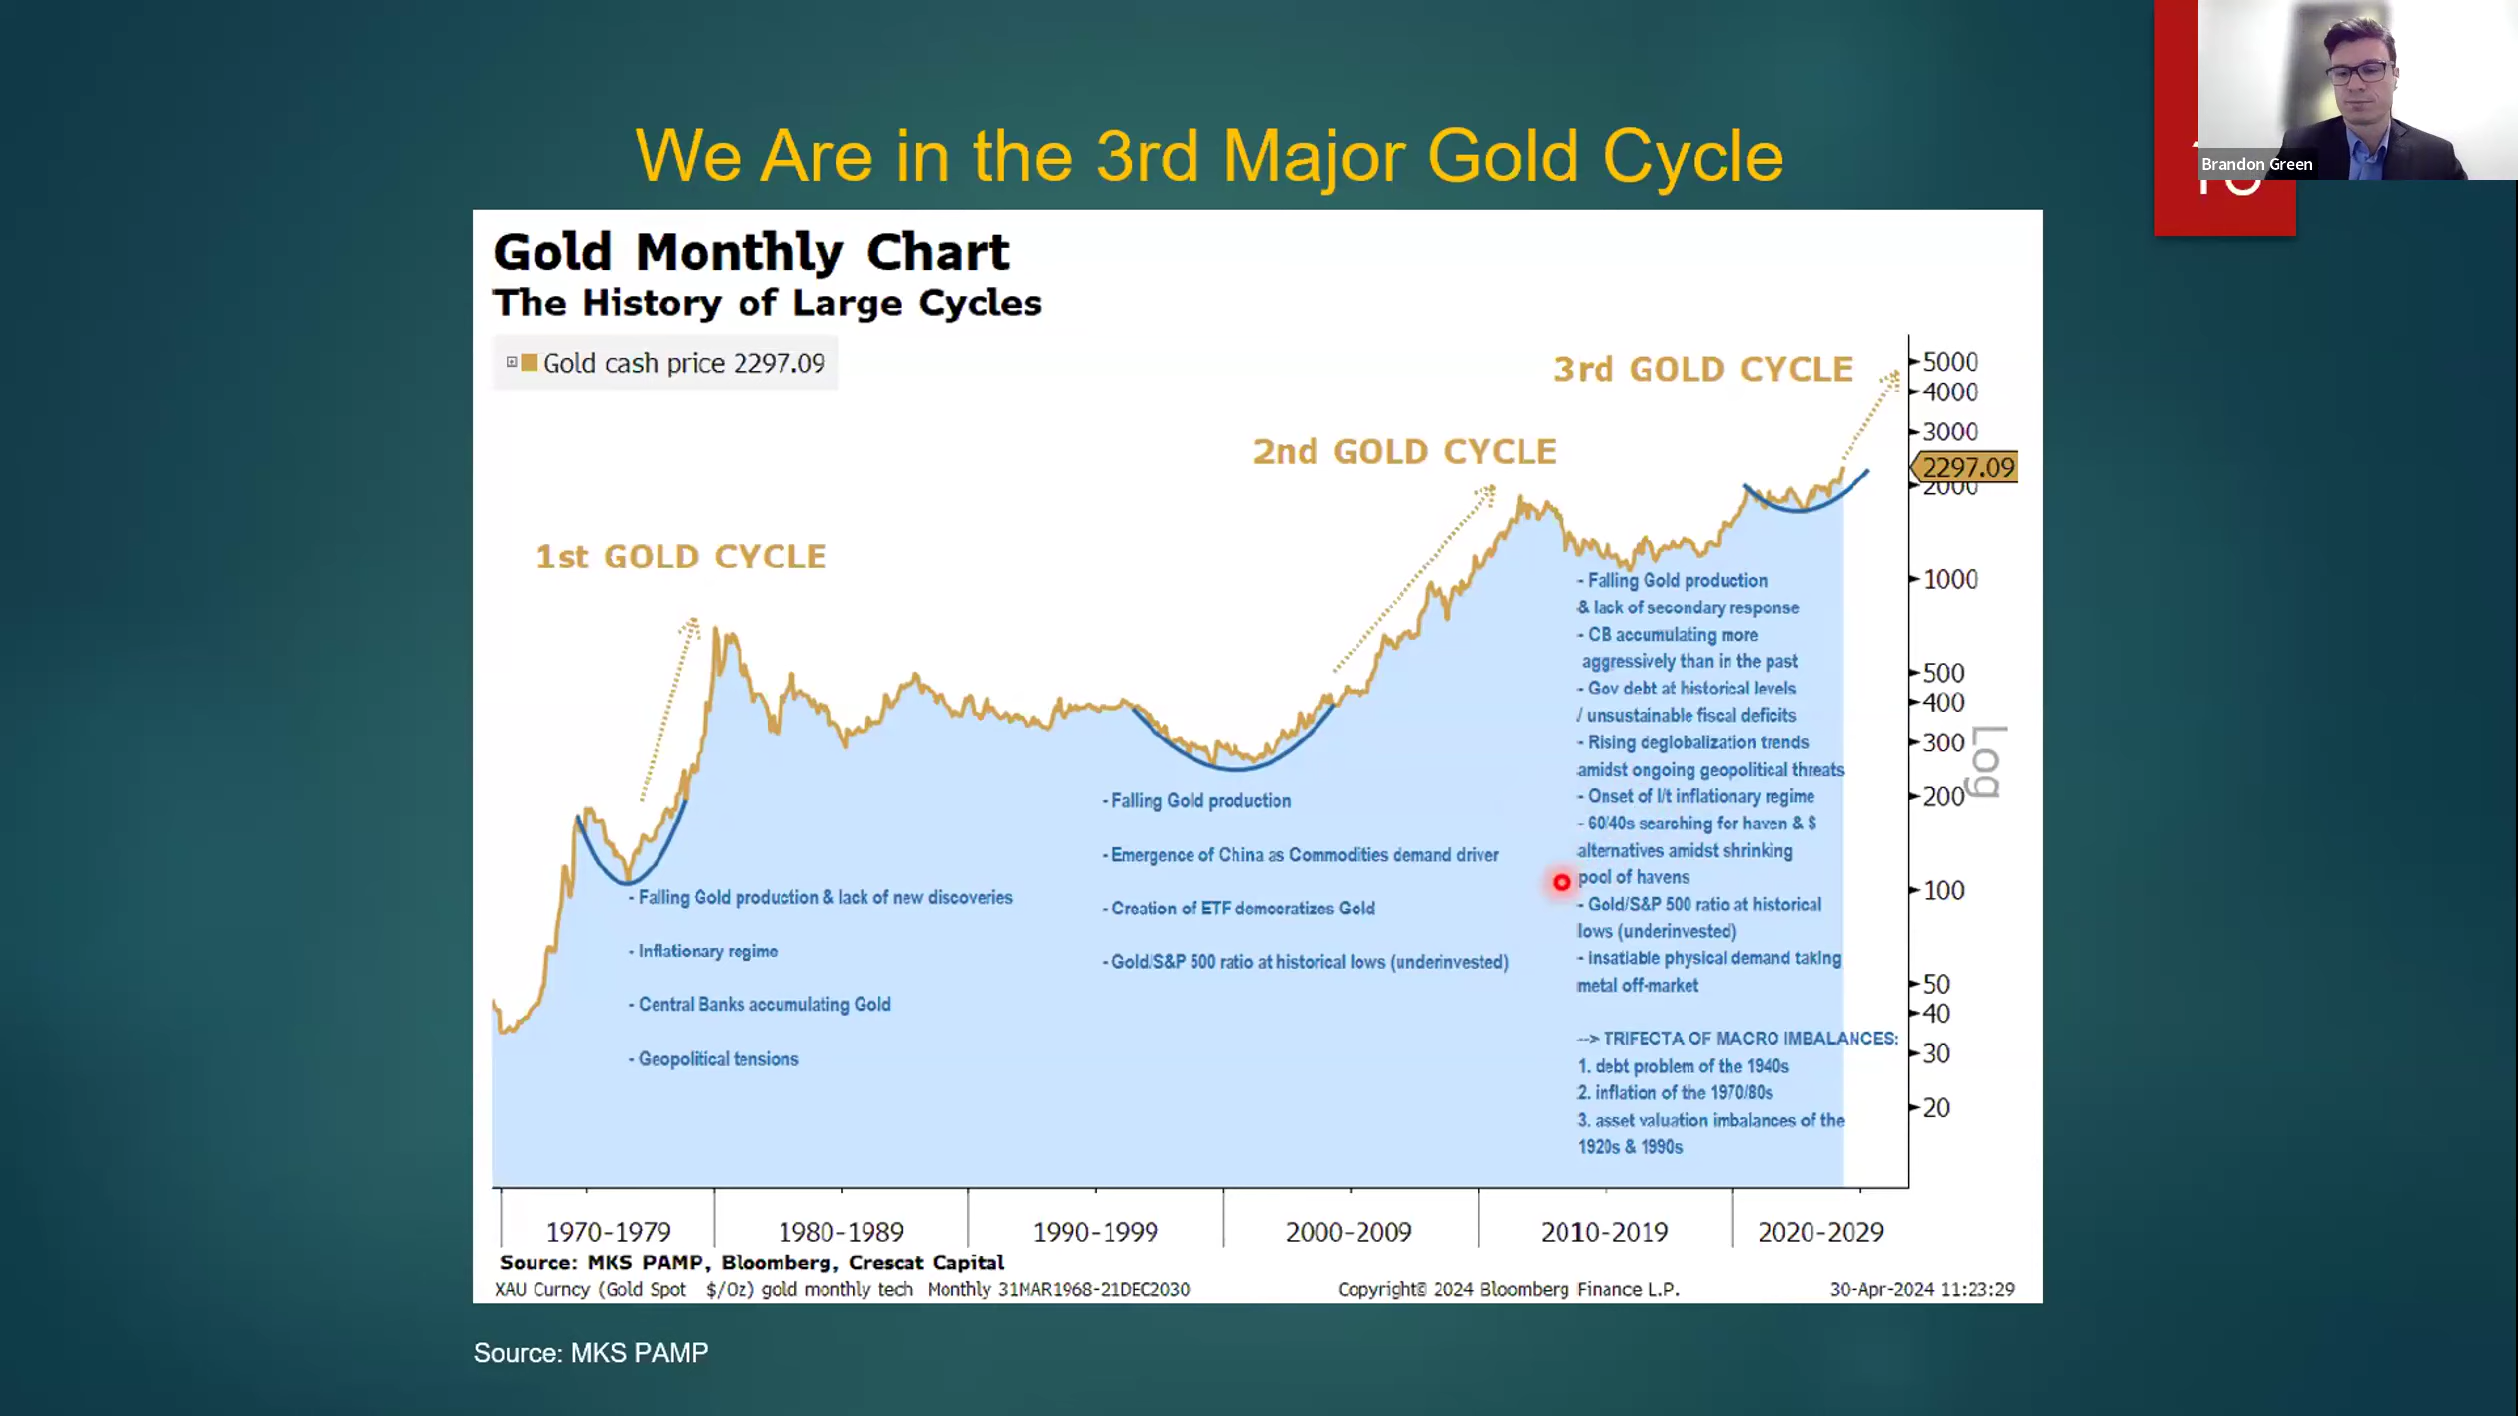 We Are in the 3rd Major Gold Cycle
Brandon Green
Gold Monthly Chart
The History of Large Cycles
Gold cash price 2297.09
1st GOLD CYCLE
2nd GOLD CYCLE
3rd GOLD CYCLE
5000
4000
3000
2297.09
2000
1000
500
400
300
200
100
50
40
30
20
Log
- Falling Gold production & lack of new discoveries
- Inflationary regime
- Central Banks accumulating Gold
- Geopolitical tensions
- Falling Gold production
- Emergence of China as Commodities demand driver
- Creation of ETF democratizes Gold
- Gold/S&P 500 ratio at historical lows (underinvested)
- Falling Gold production
& lack of secondary response
- CB accumulating more
aggressively than in the past
- Gov debt at historical levels
/ unsustainable fiscal deficits
- Rising deglobalization trends
amidst ongoing geopolitical threats
- Onset of l/t inflationary regime
- 60/40s searching for haven & $
alternatives amidst shrinking
pool of havens
- Gold/S&P 500 ratio at historical
lows (underinvested)
- insatiable physical demand taking
metal off-market
--> TRIFECTA OF MACRO IMBALANCES:
1. debt problem of the 1940s
2. inflation of the 1970/80s
3. asset valuation imbalances of the
1920s & 1990s
1970-1979 1980-1989 1990-1999 2000-2009 2010-2019 2020-2029
Source: MKS PAMP, Bloomberg, Crescat Capital
XAU Curncy (Gold Spot $/Oz) gold monthly tech Monthly 31MAR1968-21DEC2030 Copyright© 2024 Bloomberg Finance L.P. 30-Apr-2024 11:23:29
Source: MKS PAMP